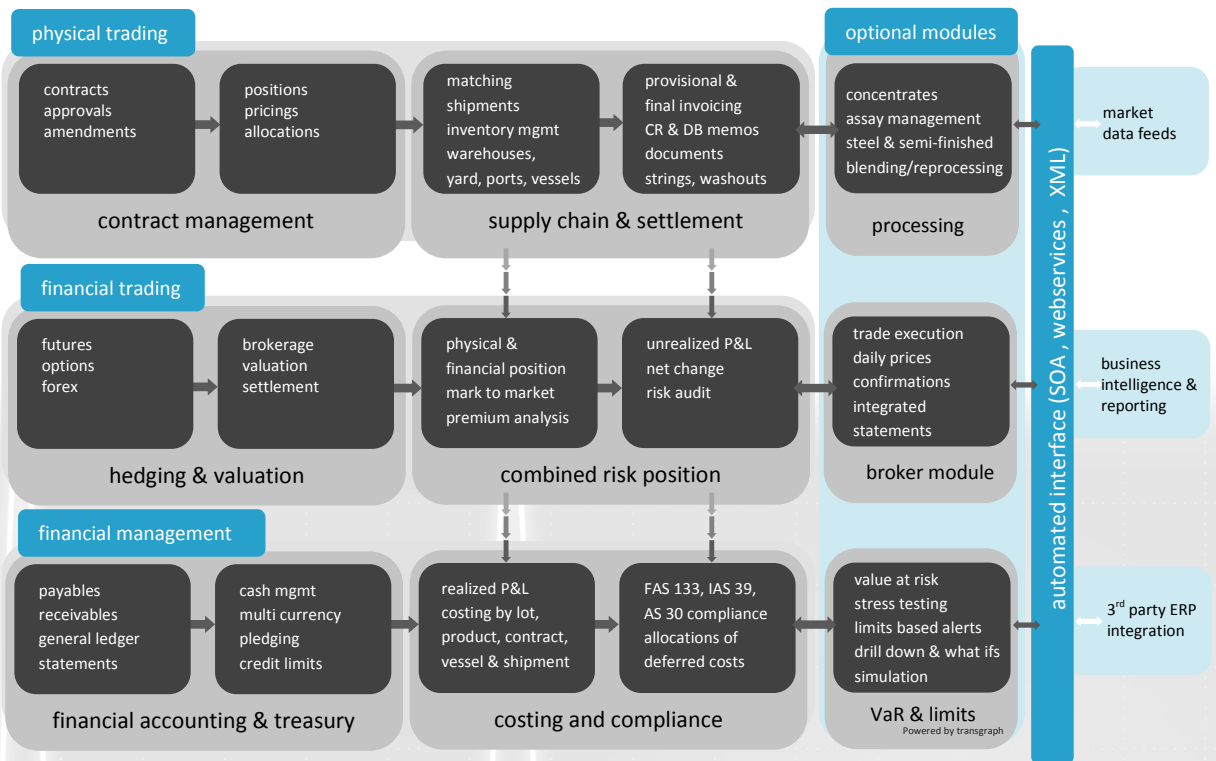 physical trading
contracts
approvals
amendments
positions
pricings
allocations
contract management
matching
shipments
inventory mgmt
warehouses,
yard, ports, vessels
provisional &
final invoicing
CR & DB memos
documents
strings, washouts
supply chain & settlement
optional modules
concentrates
assay management
steel & semi-finished
blending/reprocessing
processing
financial trading
futures
options
forex
brokerage
valuation
settlement
hedging & valuation
physical &
financial position
mark to market
premium analysis
unrealized P&L
net change
risk audit
combined risk position
trade execution
daily prices
confirmations
integrated
statements
broker module
financial management
payables
receivables
general ledger
statements
cash mgmt
multi currency
pledging
credit limits
financial accounting & treasury
realized P&L
costing by lot,
product, contract,
vessel & shipment
FAS 133, IAS 39,
AS 30 compliance
allocations of
deferred costs
costing and compliance
value at risk
stress testing
limits based alerts
drill down & what ifs
simulation
VaR & limits
Powered by transgraph
automated interface (SOA , webservices , XML)
market
data feeds
business
intelligence &
reporting
3rd party ERP
integration